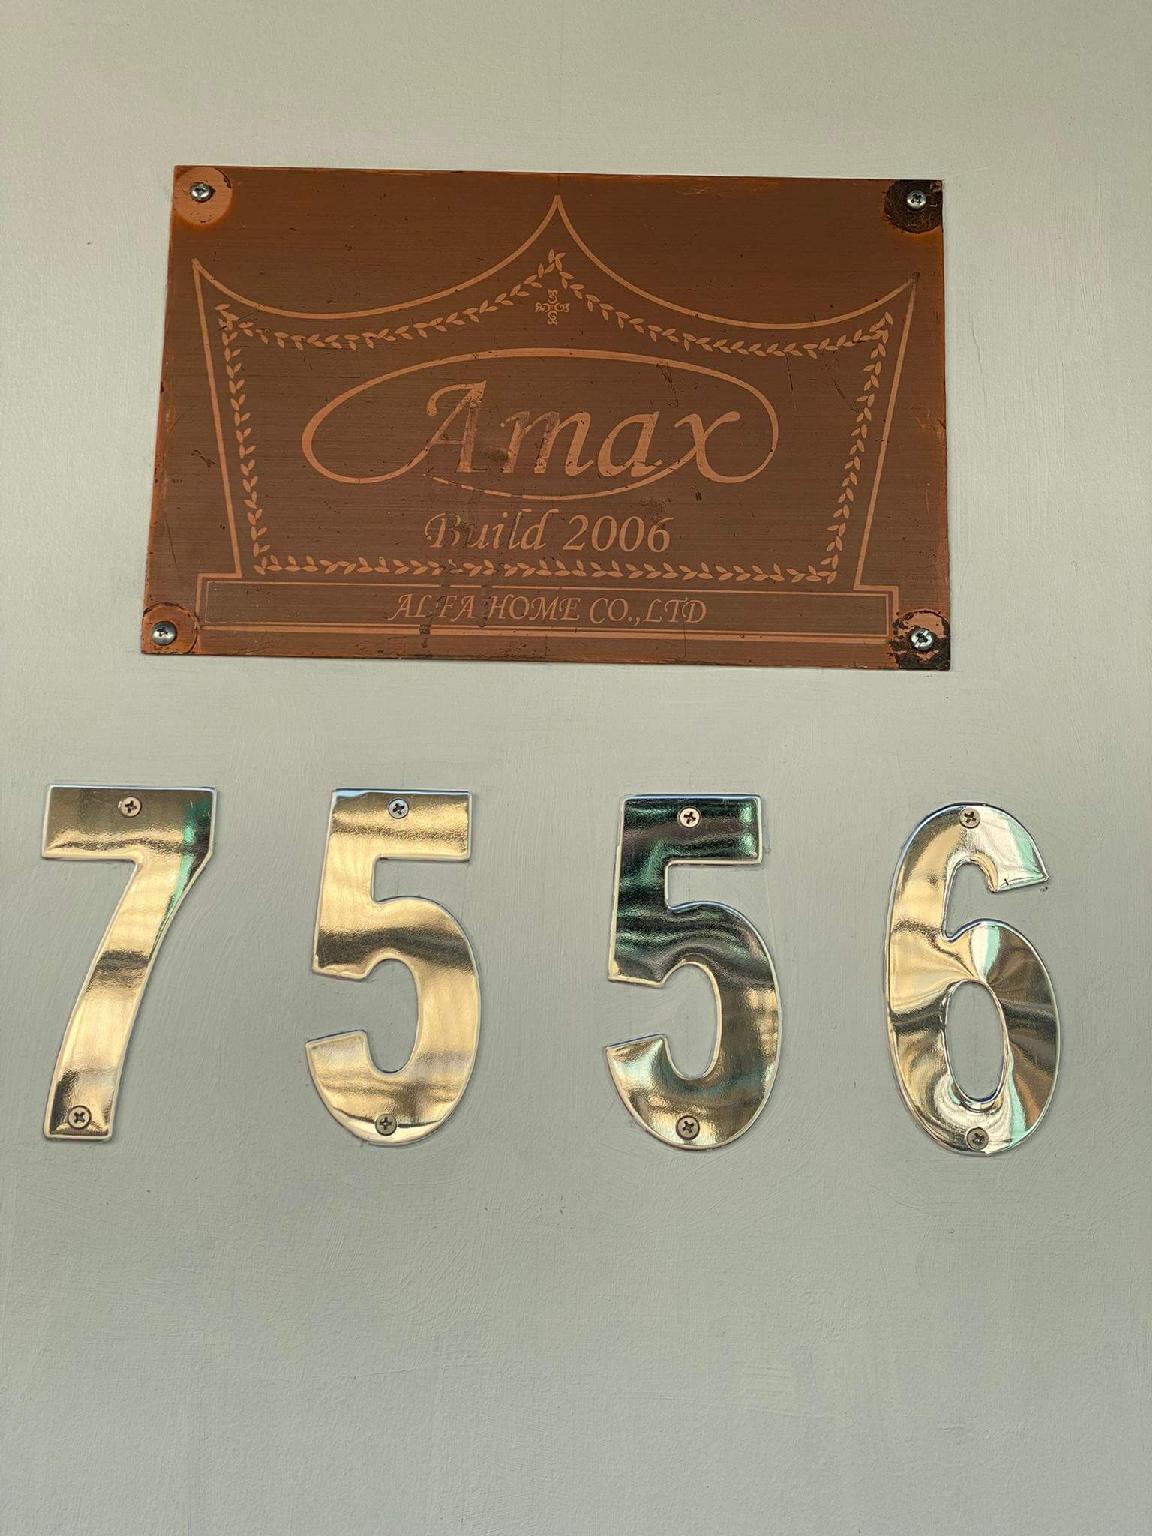 Amax
Build 2006
ALFA HOME CO.,LTD
7556